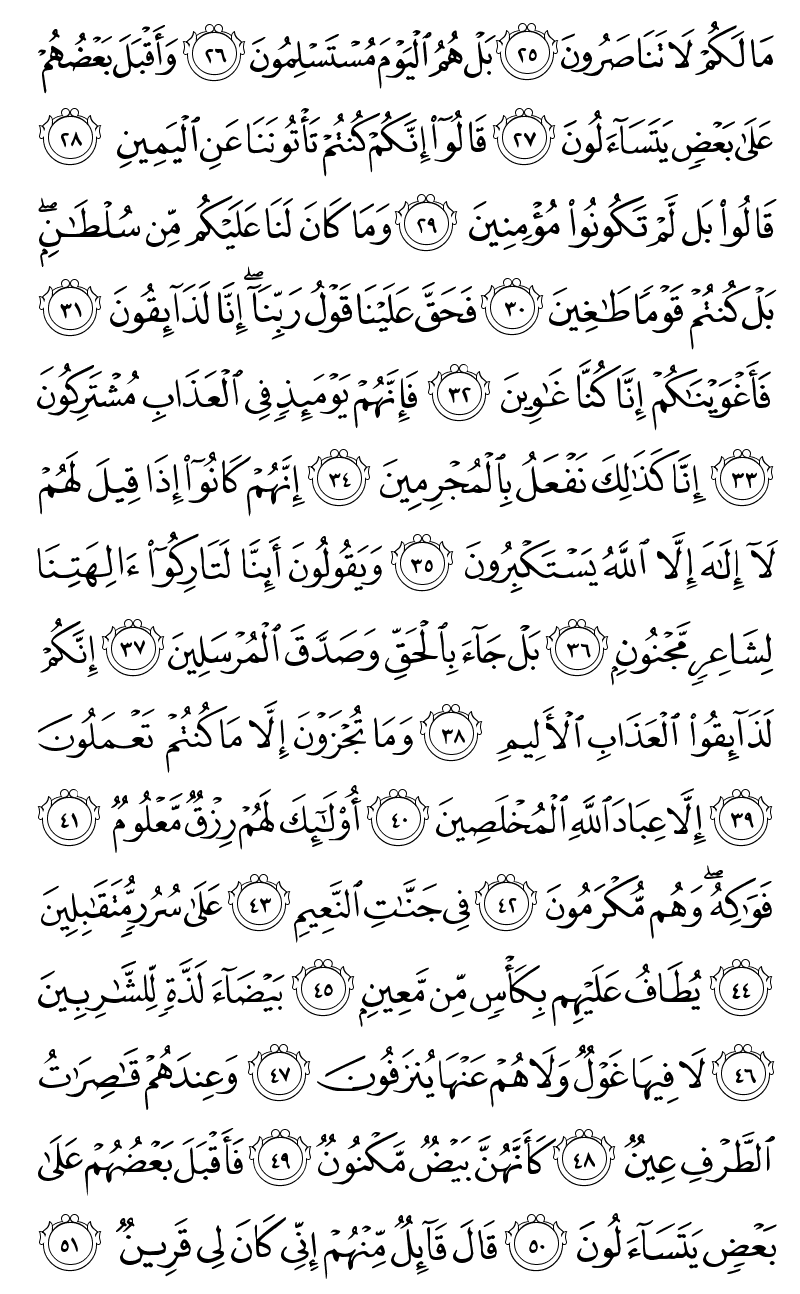 مَا لَكُمْ لَا تَنَاصَرُونَ ٢٥ بَلْ هُمُ ٱلْيَوْمَ مُسْتَسْلِمُونَ ٢٦ وَأَقْبَلَ بَعْضُهُمْ
عَلَىٰ بَعْضٍ يَتَسَآءَلُونَ ٢٧ قَالُوٓا۟ إِنَّكُمْ كُنتُمْ تَأْتُونَنَا عَنِ ٱلْيَمِينِ ٢٨
قَالُوا۟ بَل لَّمْ تَكُونُوا۟ مُؤْمِنِينَ ٢٩ وَمَا كَانَ لَنَا عَلَيْكُم مِّن سُلْطَـٰنٍۭ ۖ
بَلْ كُنتُمْ قَوْمًا طَـٰغِينَ ٣٠ فَحَقَّ عَلَيْنَا قَوْلُ رَبِّنَآ ۖ إِنَّا لَذَآئِقُونَ ٣١
فَأَغْوَيْنَـٰكُمْ إِنَّا كُنَّا غَـٰوِينَ ٣٢ فَإِنَّهُمْ يَوْمَئِذٍ فِى ٱلْعَذَابِ مُشْتَرِكُونَ
٣٣ إِنَّا كَذَٰلِكَ نَفْعَلُ بِٱلْمُجْرِمِينَ ٣٤ إِنَّهُمْ كَانُوٓا۟ إِذَا قِيلَ لَهُمْ
لَآ إِلَـٰهَ إِلَّا ٱللَّهُ يَسْتَكْبِرُونَ ٣٥ وَيَقُولُونَ أَئِنَّا لَتَارِكُوٓا۟ ءَالِهَتِنَا
لِشَاعِرٍ مَّجْنُونٍۭ ٣٦ بَلْ جَآءَ بِٱلْحَقِّ وَصَدَّقَ ٱلْمُرْسَلِينَ ٣٧ إِنَّكُمْ
لَذَآئِقُوا۟ ٱلْعَذَابِ ٱلْأَلِيمِ ٣٨ وَمَا تُجْزَوْنَ إِلَّا مَا كُنتُمْ تَعْمَلُونَ
٣٩ إِلَّا عِبَادَ ٱللَّهِ ٱلْمُخْلَصِينَ ٤٠ أُو۟لَـٰٓئِكَ لَهُمْ رِزْقٌ مَّعْلُومٌ ٤١
فَوَٰكِهُ ۖ وَهُم مُّكْرَمُونَ ٤٢ فِى جَنَّـٰتِ ٱلنَّعِيمِ ٤٣ عَلَىٰ سُرُرٍ مُّتَقَـٰبِلِينَ
٤٤ يُطَافُ عَلَيْهِم بِكَأْسٍ مِّن مَّعِينٍۭ ٤٥ بَيْضَآءَ لَذَّةٍ لِّلشَّـٰرِبِينَ
٤٦ لَا فِيهَا غَوْلٌ وَلَا هُمْ عَنْهَا يُنزَفُونَ ٤٧ وَعِندَهُمْ قَـٰصِرَٰتُ
ٱلطَّرْفِ عِينٌ ٤٨ كَأَنَّهُنَّ بَيْضٌ مَّكْنُونٌ ٤٩ فَأَقْبَلَ بَعْضُهُمْ عَلَىٰ
بَعْضٍ يَتَسَآءَلُونَ ٥٠ قَالَ قَآئِلٌ مِّنْهُمْ إِنِّى كَانَ لِى قَرِينٌ ٥١